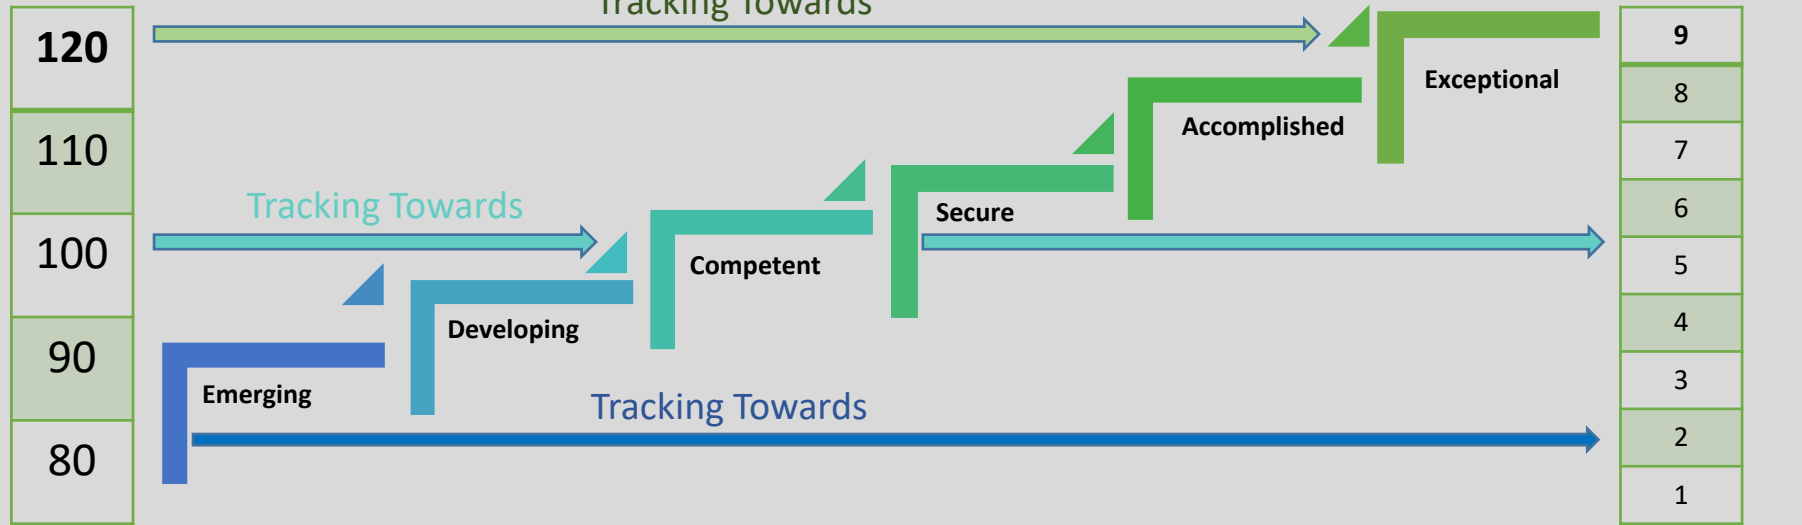 Tracking Towards
120
110
100
90
80
Tracking Towards
Emerging
Developing
Competent
Secure
Accomplished
Exceptional
Tracking Towards
9
8
7
6
5
4
3
2
1